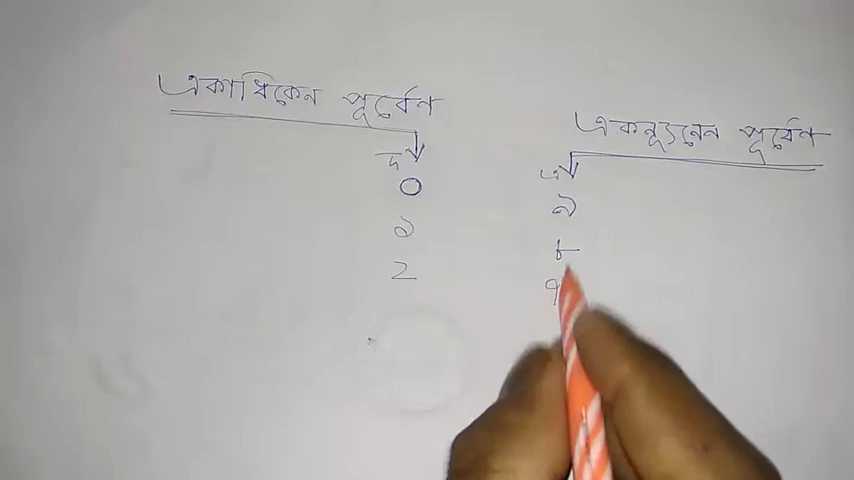 একাধিকেন পূর্বেণ
একন্যূনেন পূর্বেণ
দ
০
১
২
এ
৯
৮
৭